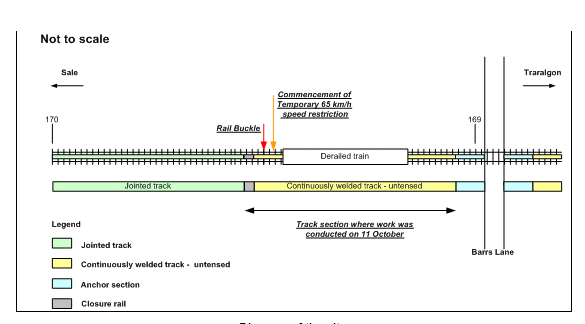 Not to scale
Sale
Traralgon
Commencement of
Temporary 65 km/h
speed restriction
170
Rail Buckle
169
Derailed train
Jointed track
Continuously welded track - untensed
Track section where work was
conducted on 11 October
Barrs Lane
Legend
Jointed track
Continuously welded track - untensed
Anchor section
Closure rail